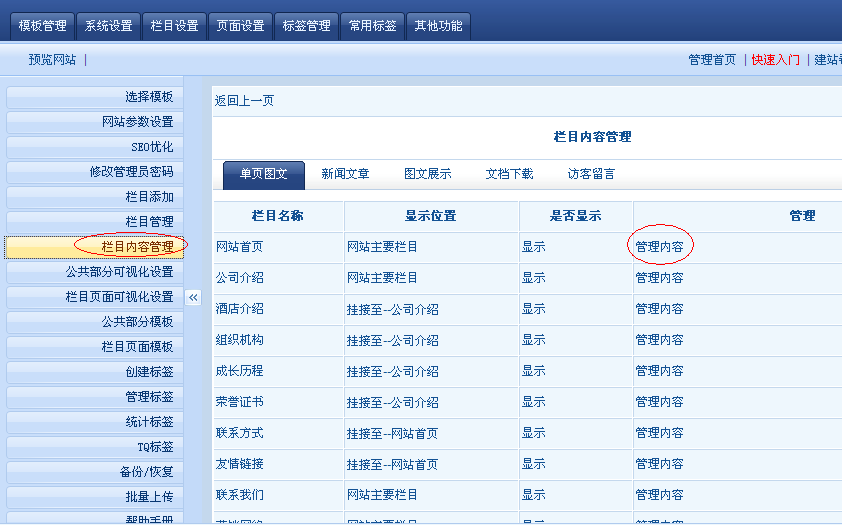 模板管理 系统设置 栏目设置 页面设置 标签管理 常用标签 其他功能
预览网站 | 管理首页 | 快速入门 | 建站
选择模板
网站参数设置
SEO优化
修改管理员密码
栏目添加
栏目管理
栏目内容管理
公共部分可视化设置
栏目页面可视化设置
公共部分模板
栏目页面模板
创建标签
管理标签
统计标签
TQ标签
备份/恢复
批量上传
帮助手册
«
返回上一页
栏目内容管理
单页图文 新闻文章 图文展示 文档下载 访客留言
栏目名称 显示位置 是否显示 管理
网站首页 网站主要栏目 显示 管理内容
公司介绍 网站主要栏目 显示 管理内容
酒店介绍 挂接至--公司介绍 显示 管理内容
组织机构 挂接至--公司介绍 显示 管理内容
成长历程 挂接至--公司介绍 显示 管理内容
荣誉证书 挂接至--公司介绍 显示 管理内容
联系方式 挂接至--网站首页 显示 管理内容
友情链接 挂接至--网站首页 显示 管理内容
联系我们 网站主要栏目 显示 管理内容
营销网络 网站主要栏目 显示 管理内容